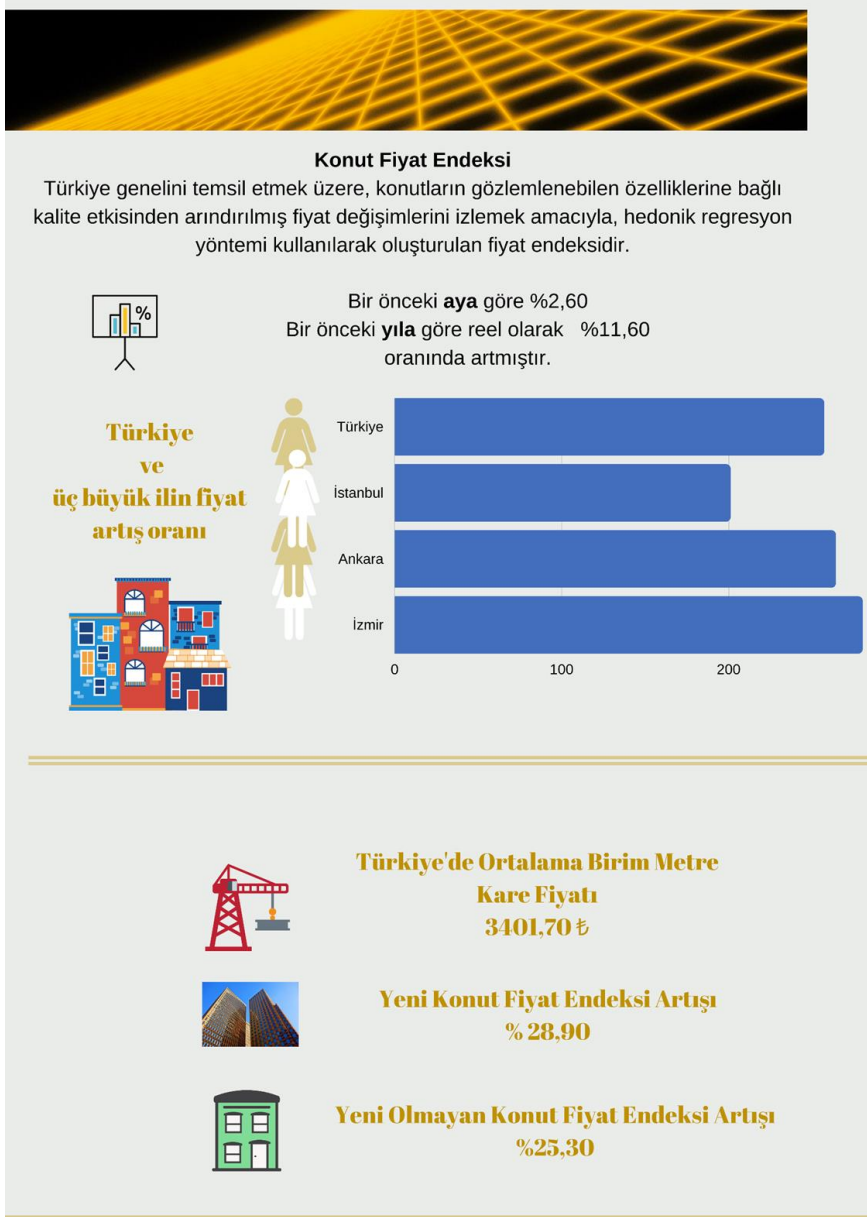 Konut Fiyat Endeksi
Türkiye genelini temsil etmek üzere, konutların gözlemlenebilen özelliklerine bağlı
kalite etkisinden arındırılmış fiyat değişimlerini izlemek amacıyla, hedonik regresyon
yöntemi kullanılarak oluşturulan fiyat endeksidir.
%
Bir önceki aya göre %2,60
Bir önceki yıla göre reel olarak %11,60
oranında artmıştır.
Türkiye
ve
üç büyük ilin fiyat
artış oranı
Türkiye
İstanbul
Ankara
İzmir
0 100 200
Türkiye'de Ortalama Birim Metre
Kare Fiyatı
3401,70 ₺
Yeni Konut Fiyat Endeksi Artışı
% 28,90
Yeni Olmayan Konut Fiyat Endeksi Artışı
%25,30